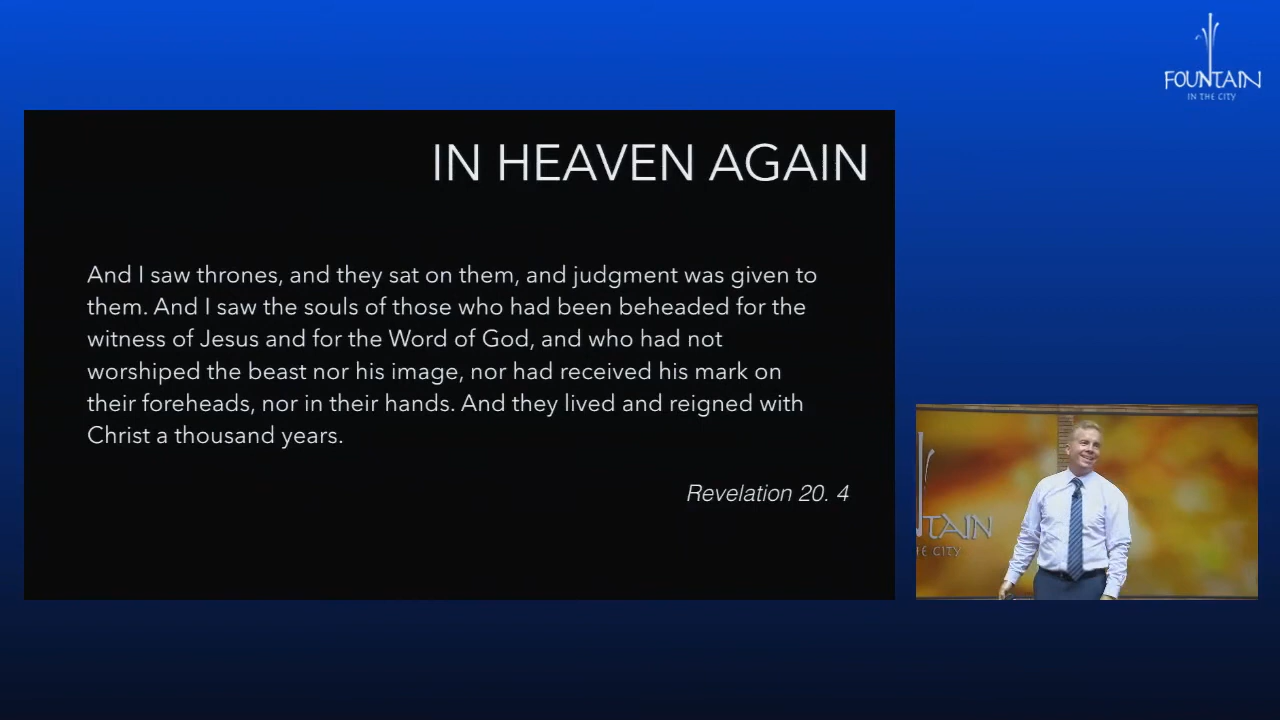 FOUNTAIN
IN THE CITY
IN HEAVEN AGAIN
And I saw thrones, and they sat on them, and judgment was given to
them. And I saw the souls of those who had been beheaded for the
witness of Jesus and for the Word of God, and who had not
worshiped the beast nor his image, nor had received his mark on
their foreheads, nor in their hands. And they lived and reigned with
Christ a thousand years.
Revelation 20. 4
TAIN
HE CITY